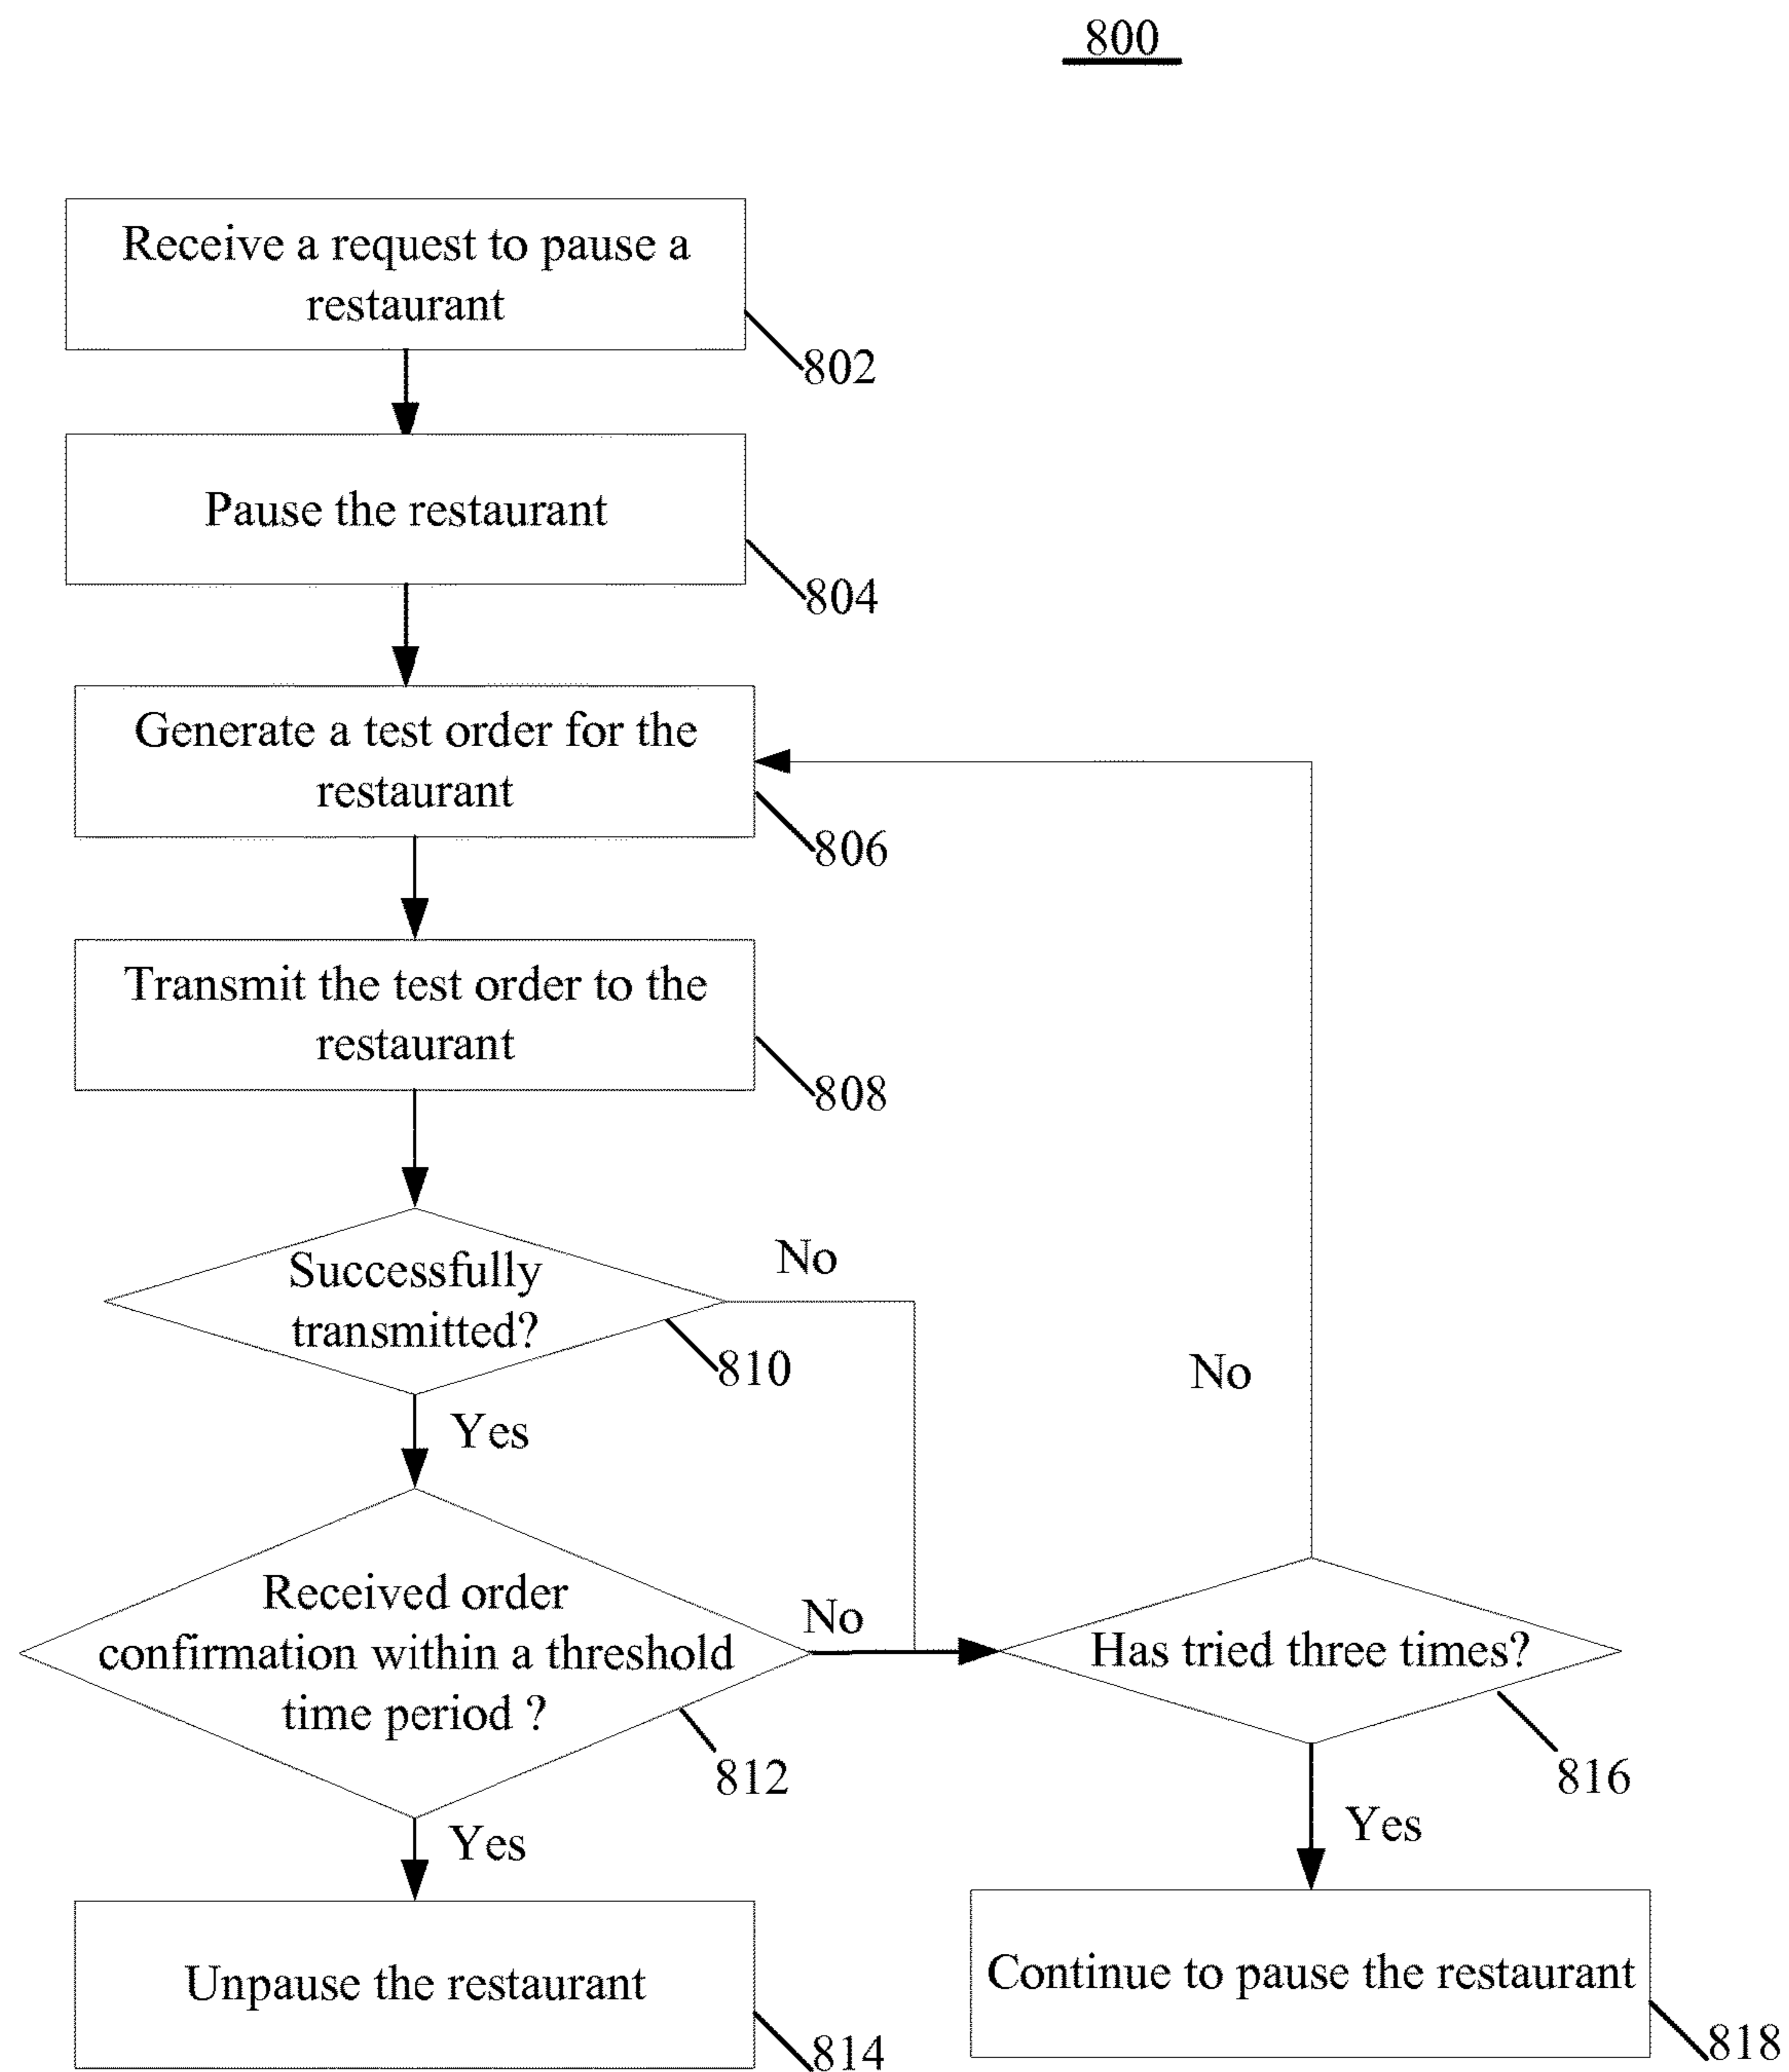 800
Receive a request to pause a
restaurant
802
Pause the restaurant
804
Generate a test order for the
restaurant
806
Transmit the test order to the
restaurant
808
Successfully
transmitted?
No
810
Yes
No
Received order
confirmation within a threshold
time period ?
No
812
Has tried three times?
816
Yes
Yes
Unpause the restaurant
814
Continue to pause the restaurant
818